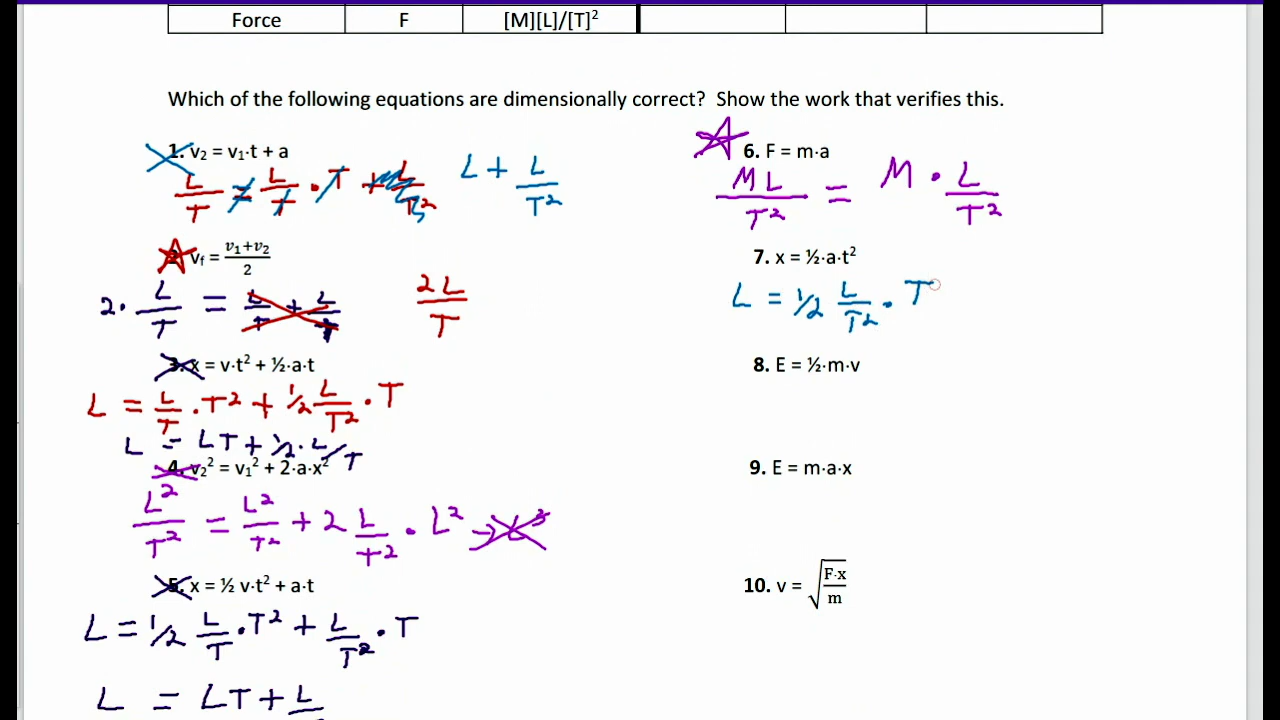 Force F [M][L]/[T]²
Which of the following equations are dimensionally correct? Show the work that verifies this.
1. v₂ = v₁·t + a
L/T = L/T · T + L/T² L + L/T²
2. v_f = (v₁+v₂)/2
2 · L/T = L/T + L/T 2L/T
3. x = v·t² + ½·a·t
L = L/T · T² + 1/2 L/T² · T
L = LT + 1/2 · L/T
4. v₂² = v₁² + 2·a·x²
L²/T² = L²/T² + 2 L/T² · L² → L³
5. x = ½ v·t² + a·t
L = 1/2 L/T · T² + L/T² · T
L = LT + L/
6. F = m·a
ML/T² = M · L/T²
7. x = ½·a·t²
L = 1/2 L/T² · T
8. E = ½·m·v
9. E = m·a·x
10. v = √(F·x/m)